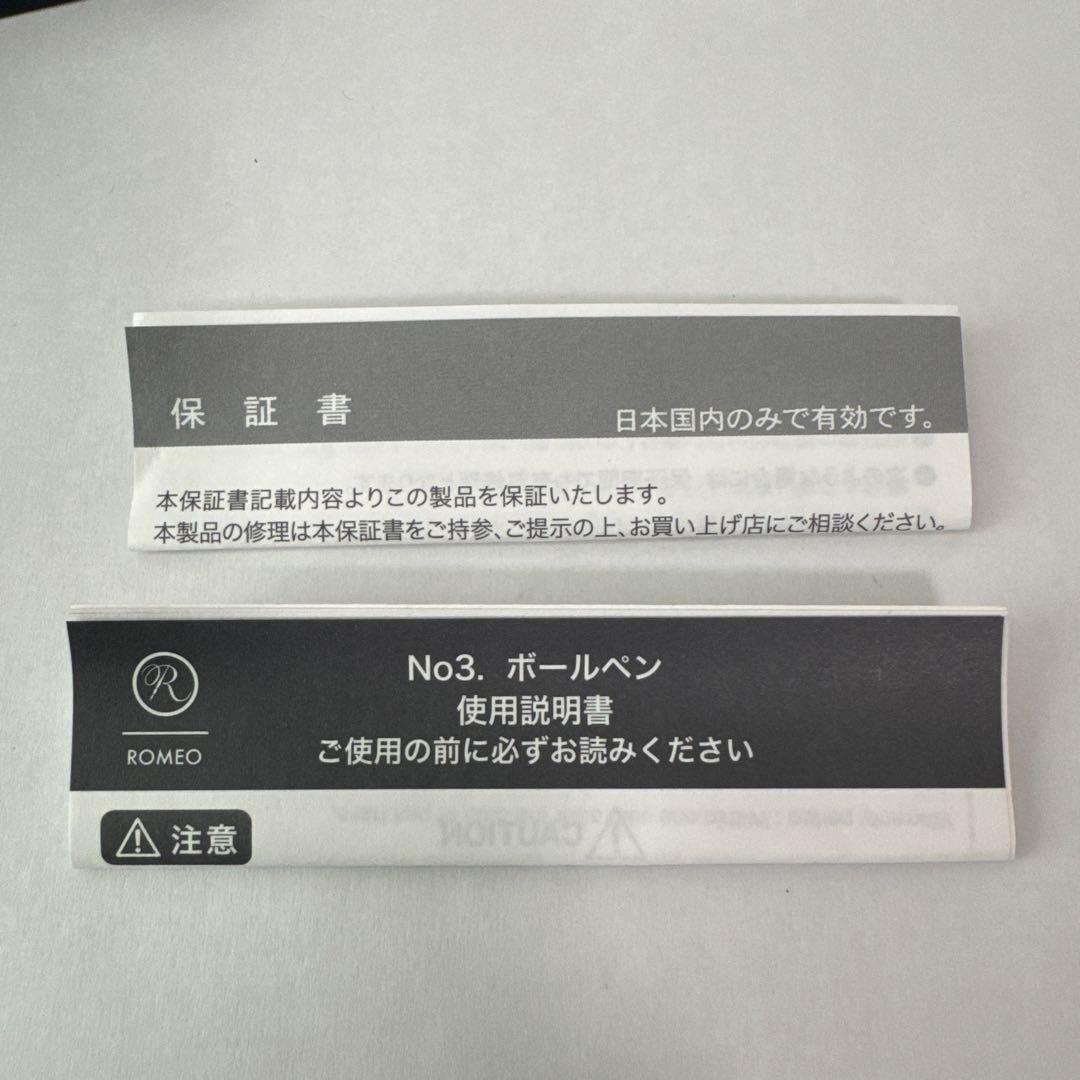 保証書
日本国内のみで有効です。
本保証書記載内容よりこの製品を保証いたします。
本製品の修理は本保証書をご持参、ご提示の上、お買い上げ店にご相談ください。
R
ROMEO
No3. ボールペン
使用説明書
ご使用の前に必ずお読みください
注意
CAUTION